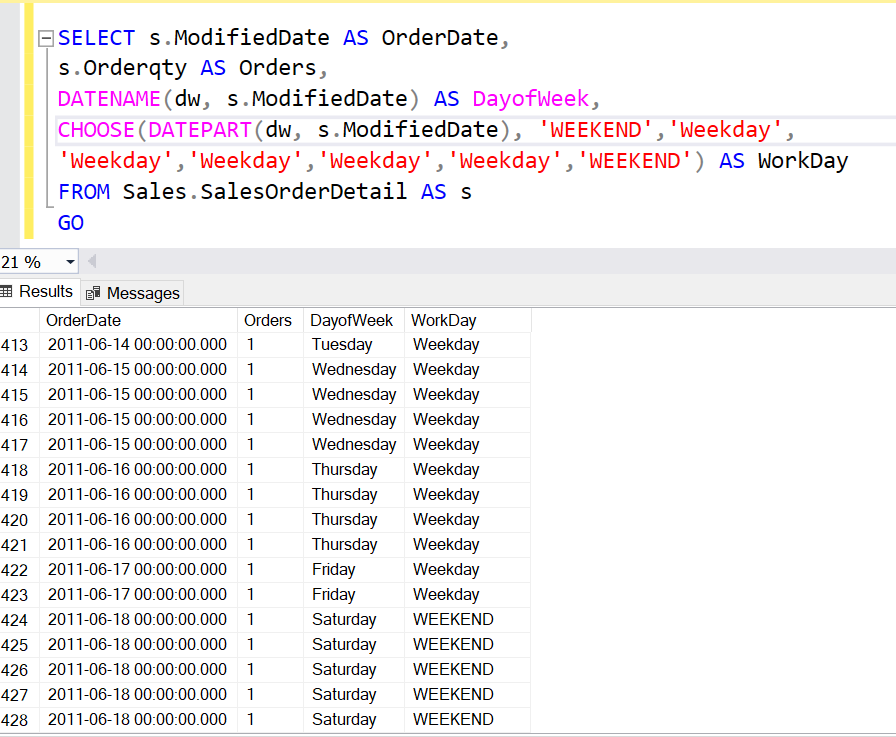 SELECT s.ModifiedDate AS OrderDate,
s.Orderqty AS Orders,
DATENAME(dw, s.ModifiedDate) AS DayofWeek,
CHOOSE(DATEPART(dw, s.ModifiedDate), 'WEEKEND','Weekday',
'Weekday','Weekday','Weekday','Weekday','WEEKEND') AS WorkDay
FROM Sales.SalesOrderDetail AS s
GO
21 %
Results Messages
OrderDate Orders DayofWeek WorkDay
413 2011-06-14 00:00:00.000 1 Tuesday Weekday
414 2011-06-15 00:00:00.000 1 Wednesday Weekday
415 2011-06-15 00:00:00.000 1 Wednesday Weekday
416 2011-06-15 00:00:00.000 1 Wednesday Weekday
417 2011-06-15 00:00:00.000 1 Wednesday Weekday
418 2011-06-16 00:00:00.000 1 Thursday Weekday
419 2011-06-16 00:00:00.000 1 Thursday Weekday
420 2011-06-16 00:00:00.000 1 Thursday Weekday
421 2011-06-16 00:00:00.000 1 Thursday Weekday
422 2011-06-17 00:00:00.000 1 Friday Weekday
423 2011-06-17 00:00:00.000 1 Friday Weekday
424 2011-06-18 00:00:00.000 1 Saturday WEEKEND
425 2011-06-18 00:00:00.000 1 Saturday WEEKEND
426 2011-06-18 00:00:00.000 1 Saturday WEEKEND
427 2011-06-18 00:00:00.000 1 Saturday WEEKEND
428 2011-06-18 00:00:00.000 1 Saturday WEEKEND